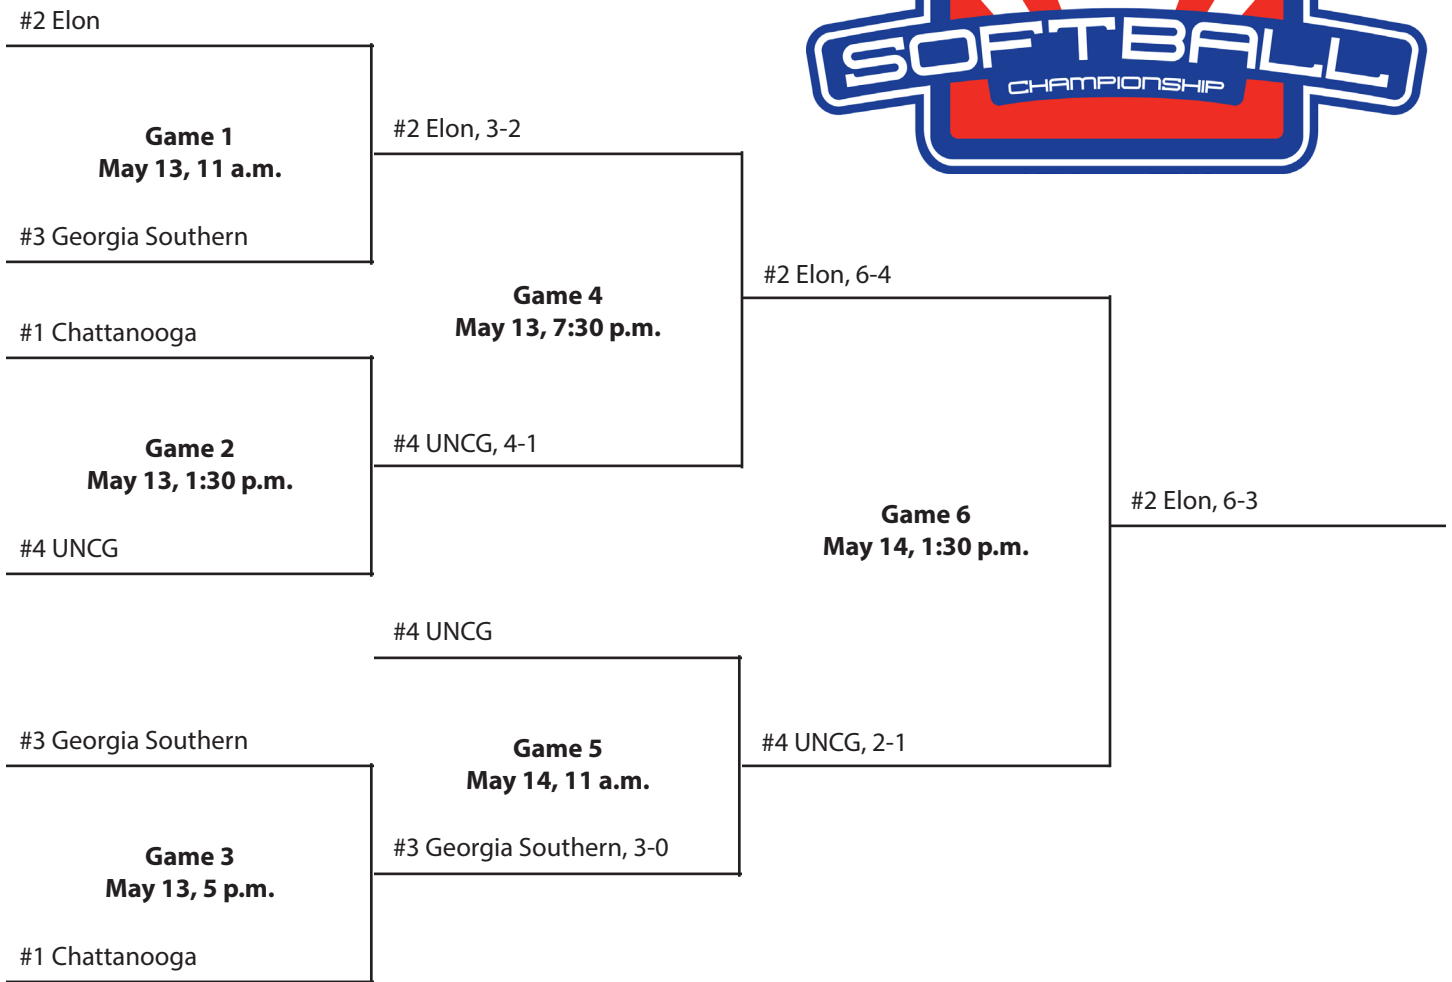 SOFTBALL
CHAMPIONSHIP
#2 Elon
Game 1
May 13, 11 a.m.
#3 Georgia Southern
#1 Chattanooga
Game 2
May 13, 1:30 p.m.
#4 UNCG
#3 Georgia Southern
Game 3
May 13, 5 p.m.
#1 Chattanooga
#2 Elon, 3-2
Game 4
May 13, 7:30 p.m.
#4 UNCG, 4-1
#4 UNCG
Game 5
May 14, 11 a.m.
#3 Georgia Southern, 3-0
#2 Elon, 6-4
Game 6
May 14, 1:30 p.m.
#4 UNCG, 2-1
#2 Elon, 6-3